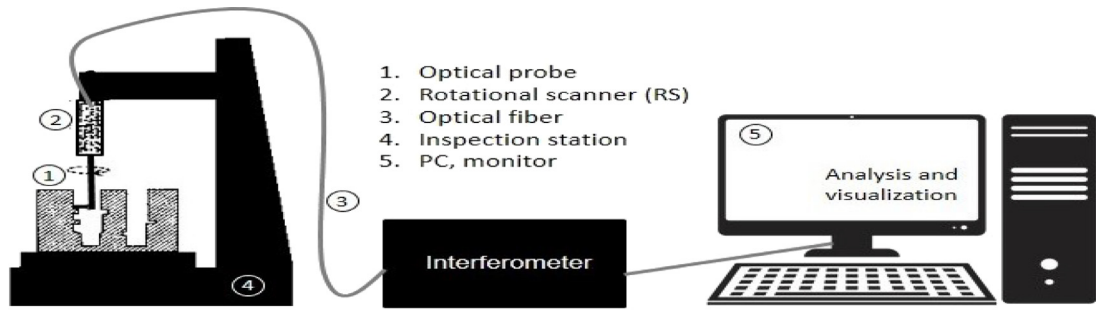 1. Optical probe
2. Rotational scanner (RS)
3. Optical fiber
4. Inspection station
5. PC, monitor
2
1
3
4
Interferometer
5
Analysis and
visualization